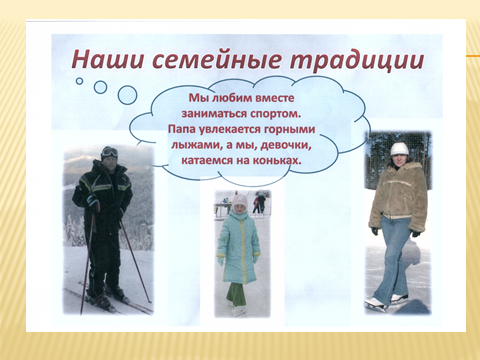 Наши семейные традиции
Мы любим вместе
заниматься спортом.
Папа увлекается горными
лыжами, а мы, девочки,
катаемся на коньках.